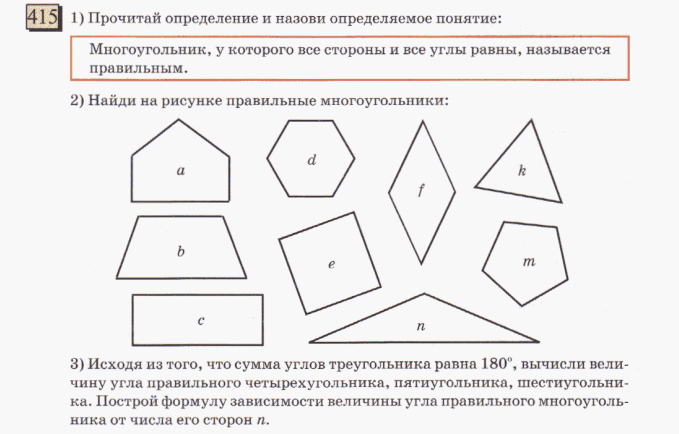 415 1) Прочитай определение и назови определяемое понятие:
Многоугольник, у которого все стороны и все углы равны, называется
правильным.
2) Найди на рисунке правильные многоугольники:
a
d
f
k
b
e
m
c
n
3) Исходя из того, что сумма углов треугольника равна 180°, вычисли вели-
чину угла правильного четырехугольника, пятиугольника, шестиугольни-
ка. Построй формулу зависимости величины угла правильного многоуголь-
ника от числа его сторон n.